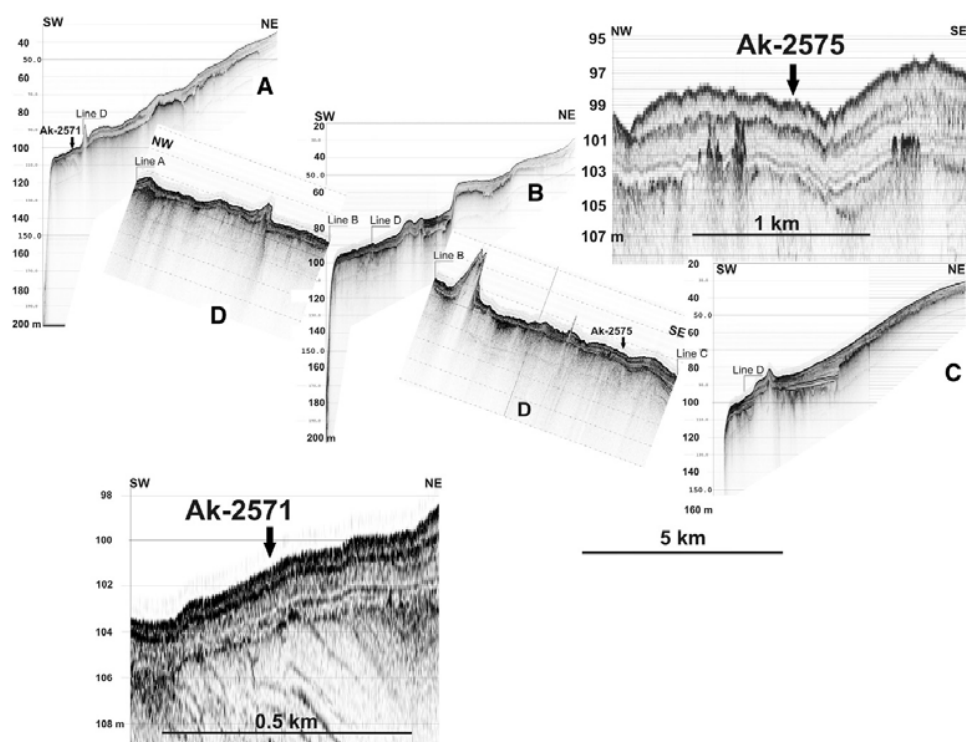 SW NE
40
50.0
60
80
100
120
140
150.0
160
180
200 m
A
Line D
Ak-2571
NW
Line A
Line B
D
SW NE
20
40
50.0
60
80
100
120
140
150.0
160
180
200 m
B
Line B
Line D
Line B
SE
Ak-2575
Line C
D
NW SE
95
97
99
101
103
105
107 m
Ak-2575
1 km
SW NE
20
40
50.0
60
80
100
120
140
150.0
160 m
Line D
C
5 km
SW NE
98
100
102
104
106
108 m
Ak-2571
0.5 km